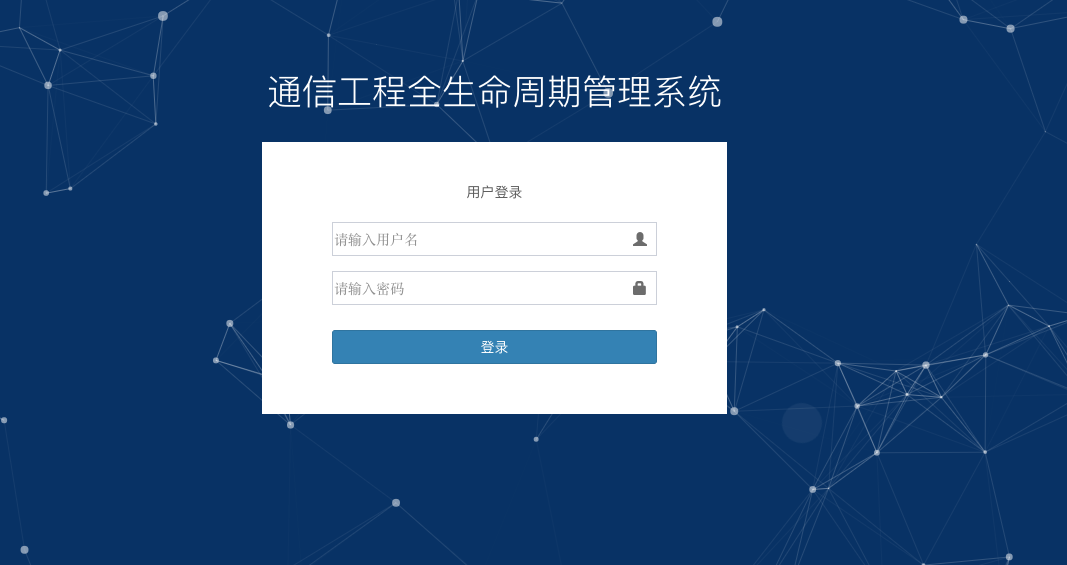 通信工程全生命周期管理系统
用户登录
请输入用户名
请输入密码
登录